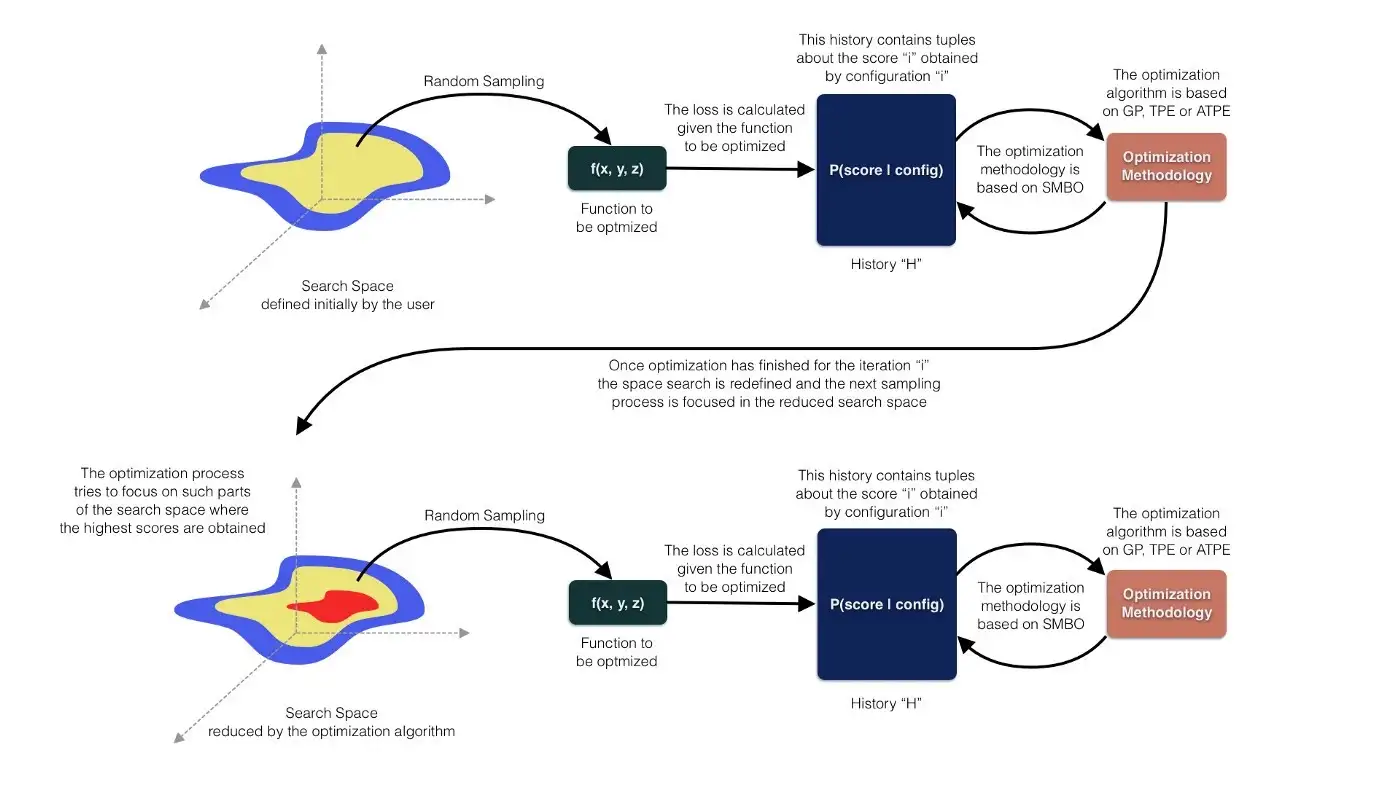 This history contains tuples
about the score “i” obtained
by configuration “i”
Random Sampling
The optimization
algorithm is based
on GP, TPE or ATPE
The loss is calculated
given the function
to be optimized
f(x, y, z)
P(score I config)
The optimization
methodology is
based on SMBO
Optimization
Methodology
Function to
be optmized
History “H”
Search Space
defined initially by the user
Once optimization has finished for the iteration “i”
the space search is redefined and the next sampling
process is focused in the reduced search space
The optimization process
tries to focus on such parts
of the search space where
the highest scores are obtained
This history contains tuples
about the score “i” obtained
by configuration “i”
Random Sampling
The optimization
algorithm is based
on GP, TPE or ATPE
The loss is calculated
given the function
to be optimized
f(x, y, z)
P(score I config)
The optimization
methodology is
based on SMBO
Optimization
Methodology
Function to
be optmized
History “H”
Search Space
reduced by the optimization algorithm